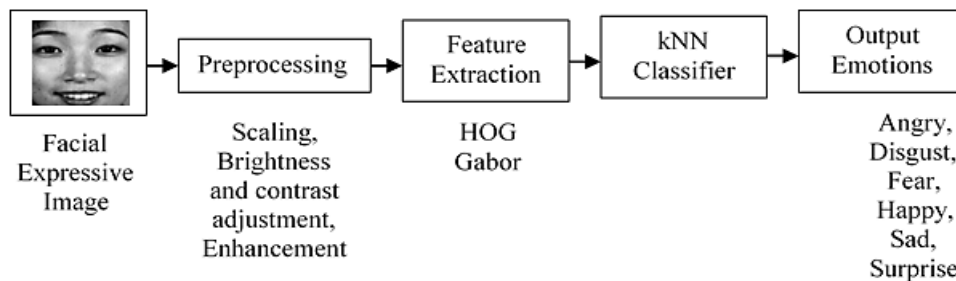 Preprocessing
Feature
Extraction
kNN
Classifier
Output
Emotions
Facial
Expressive
Image
Scaling,
Brightness
and contrast
adjustment,
Enhancement
HOG
Gabor
Angry,
Disgust,
Fear,
Happy,
Sad,
Surprise